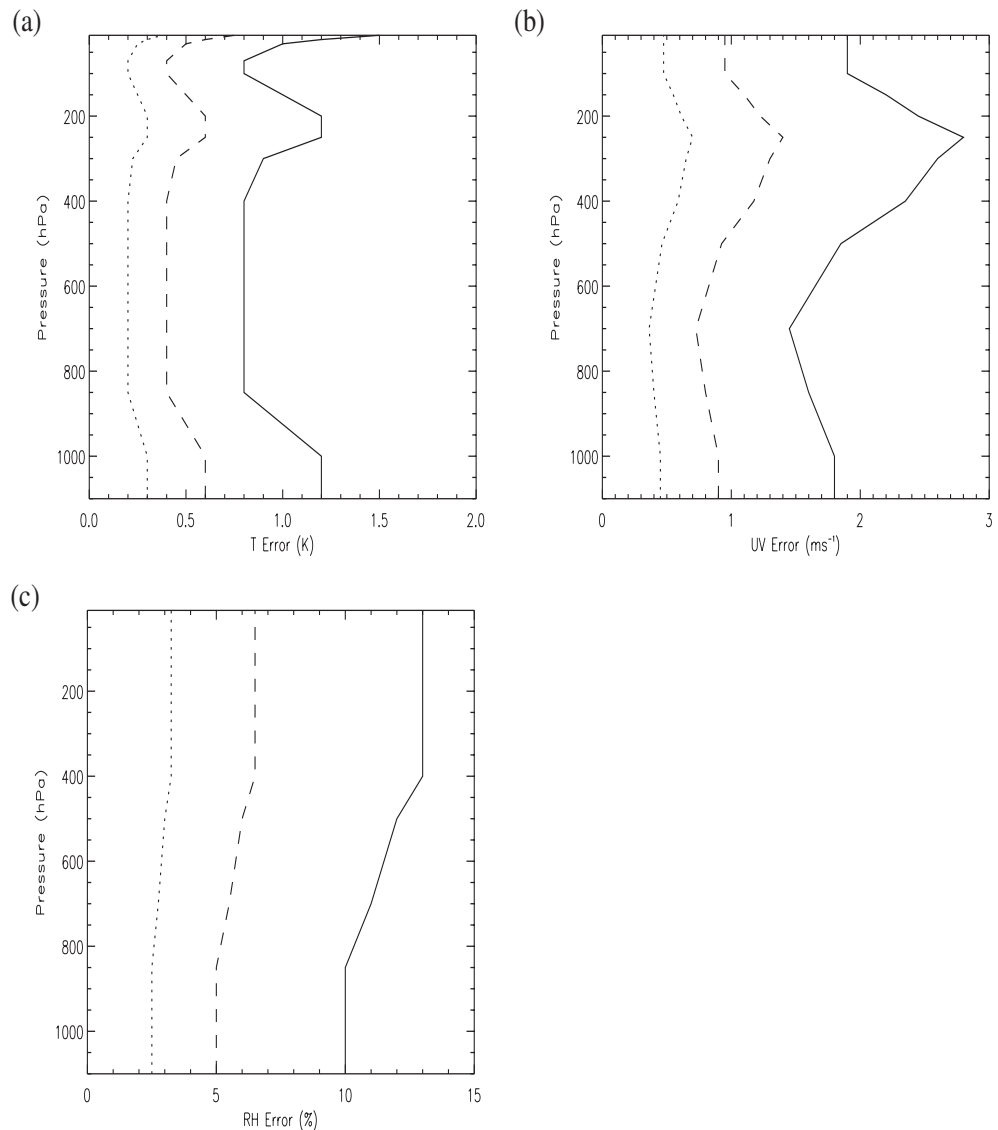 (a)
200
400
600
800
1000
Pressure (hPa)
0.0 0.5 1.0 1.5 2.0
T Error (K)
(b)
200
400
600
800
1000
Pressure (hPa)
0 1 2 3
UV Error (ms⁻¹)
(c)
200
400
600
800
1000
Pressure (hPa)
0 5 10 15
RH Error (%)